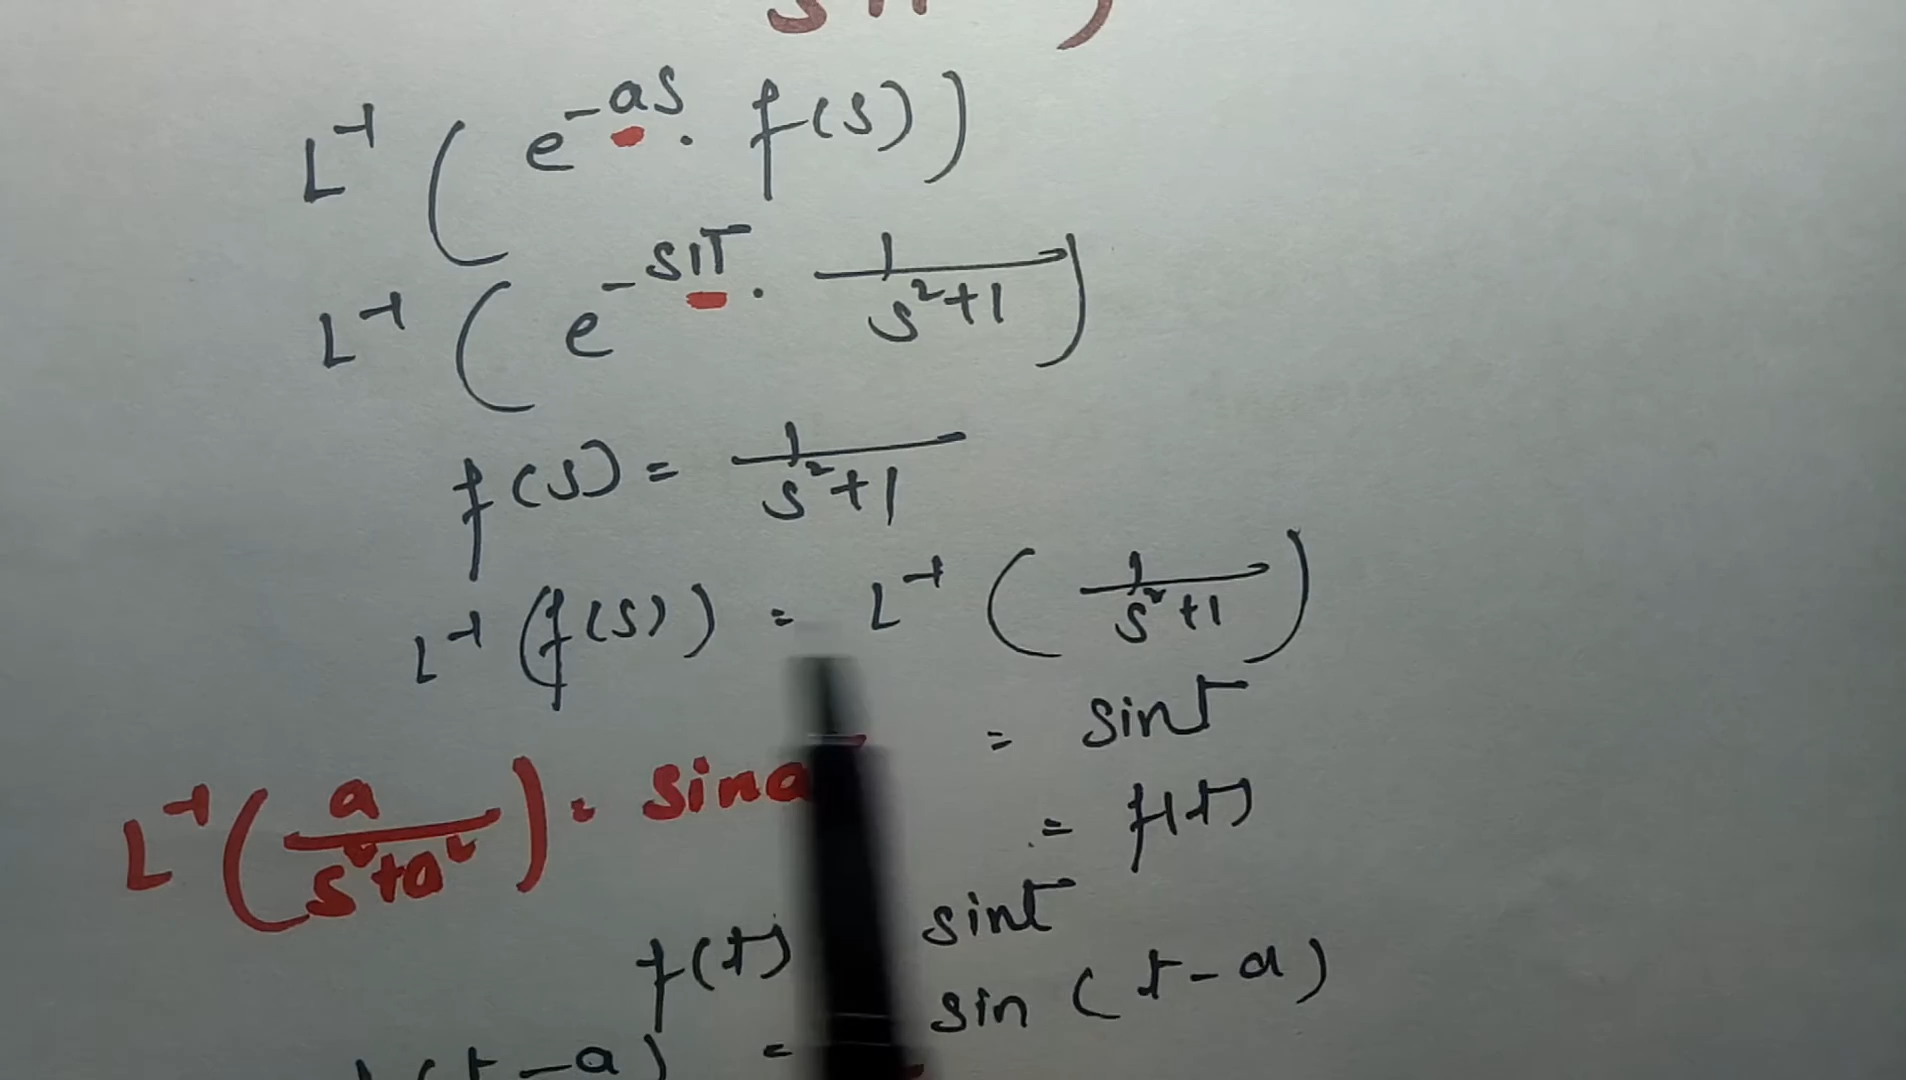 L⁻¹ ( e^-as . f(s) )
L⁻¹ ( e^-sπ . 1/(s²+1) )
f(s) = 1/(s²+1)
L⁻¹ (f(s)) = L⁻¹ ( 1/(s²+1) )
= sint
L⁻¹ ( a/(s²+a²) ) = sina
= f(t)
f(t) sint
(t-a) = sin (t-a)